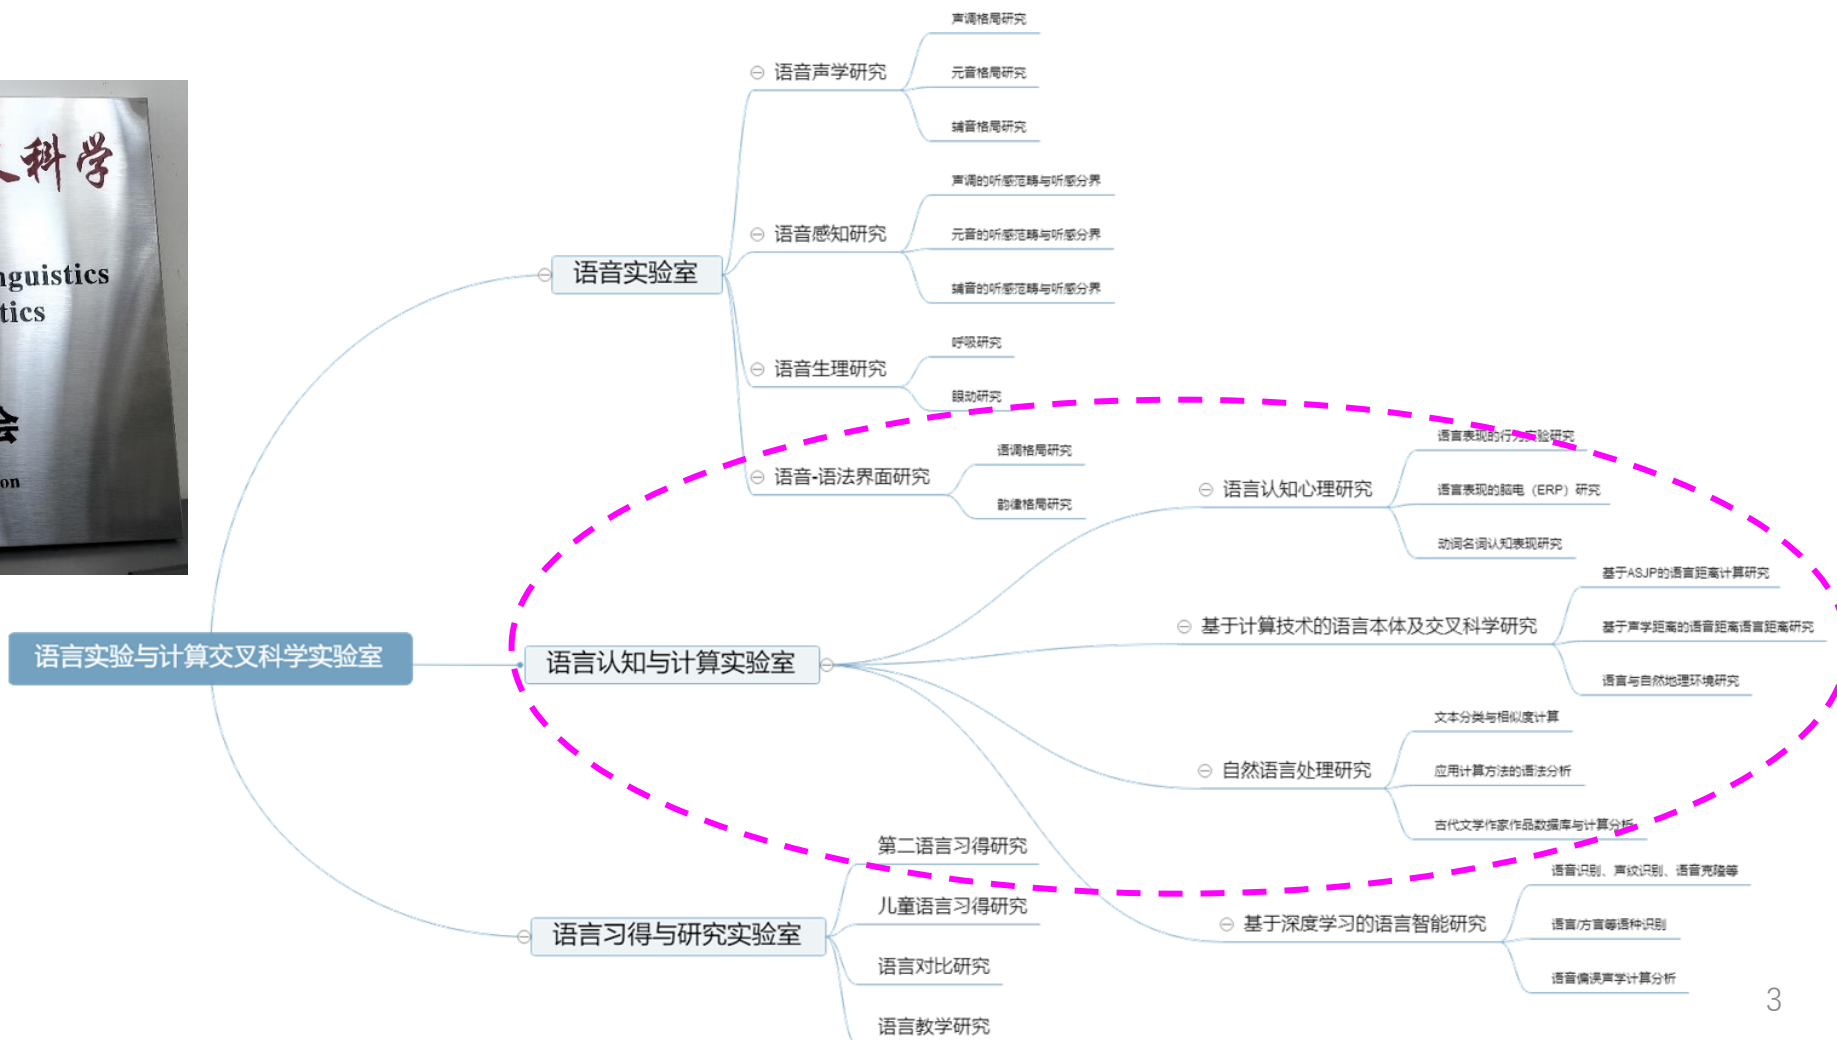 科学
nguistics
tics
会
on
声调格局研究
语音声学研究
元音格局研究
辅音格局研究
声调的听感范畴与听感分界
语音感知研究
元音的听感范畴与听感分界
辅音的听感范畴与听感分界
语音实验室
呼吸研究
语音生理研究
眼动研究
语调格局研究
语音-语法界面研究
韵律格局研究
语言表现的行为实验研究
语言认知心理研究
语言表现的脑电（ERP）研究
动词名词认知表现研究
基于ASJP的语言距离计算研究
基于计算技术的语言本体及交叉科学研究
基于声学距离的语音距离语言距离研究
语言与自然地理环境研究
语言实验与计算交叉科学实验室
语言认知与计算实验室
文本分类与相似度计算
自然语言处理研究
应用计算方法的语法分析
古代文学作家作品数据库与计算分析
语音识别、声纹识别、语音克隆等
基于深度学习的语言智能研究
语言/方言等语种识别
语音偏误声学计算分析
第二语言习得研究
儿童语言习得研究
语言习得与研究实验室
语言对比研究
语言教学研究
3